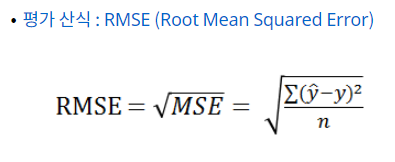 • 평가 산식 : RMSE (Root Mean Squared Error)
RMSE = √MSE = √(Σ(ŷ−y)²/n)